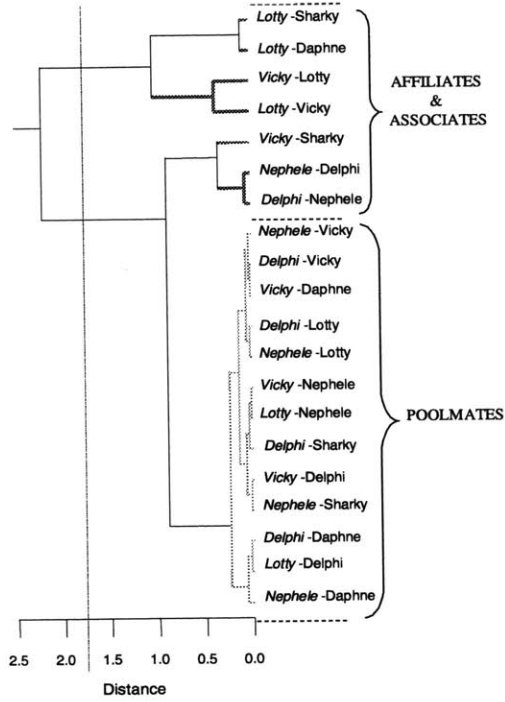 Lotty -Sharky
Lotty -Daphne
Vicky -Lotty
Lotty -Vicky
Vicky -Sharky
Nephele -Delphi
Delphi -Nephele
AFFILIATES
&
ASSOCIATES
Nephele -Vicky
Delphi -Vicky
Vicky -Daphne
Delphi -Lotty
Nephele -Lotty
Vicky -Nephele
Lotty -Nephele
Delphi -Sharky
Vicky -Delphi
Nephele -Sharky
Delphi -Daphne
Lotty -Delphi
Nephele -Daphne
POOLMATES
2.5 2.0 1.5 1.0 0.5 0.0
Distance